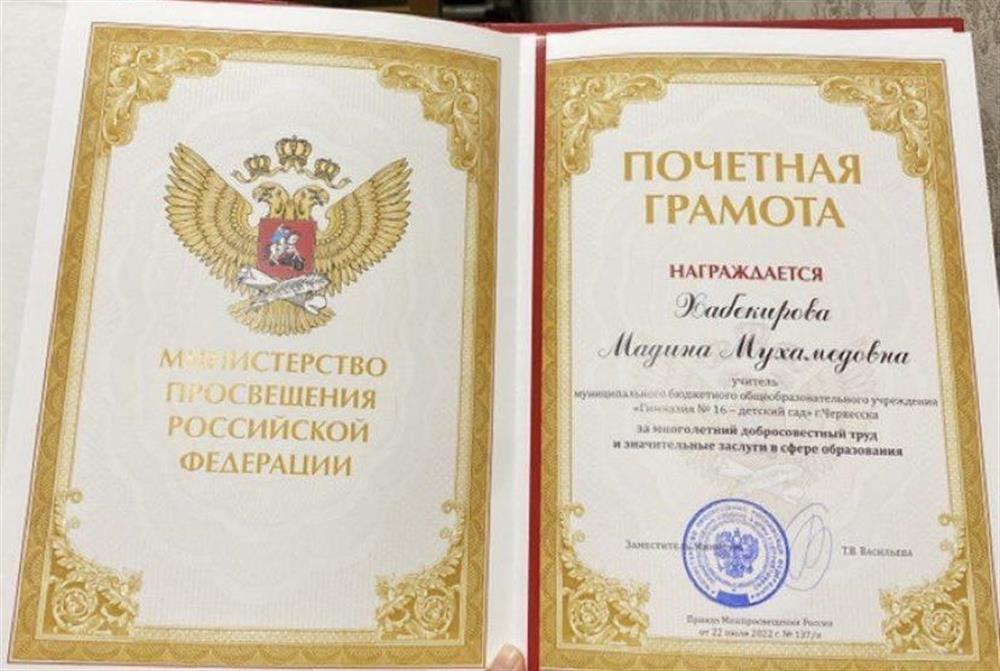 МИНИСТЕРСТВО
ПРОСВЕЩЕНИЯ
РОССИЙСКОЙ
ФЕДЕРАЦИИ
ПОЧЕТНАЯ
ГРАМОТА
НАГРАЖДАЕТСЯ
Хабекирова
Мадина Мухамедовна
учитель
муниципального бюджетного общеобразовательного учреждения
«Гимназия № 16 – детский сад» г.Черкесска
за многолетний добросовестный труд
и значительные заслуги в сфере образования
Заместитель Министра
Т.В. Васильева
Приказ Минпросвещения России
от 22 июля 2022 г. № 137/н